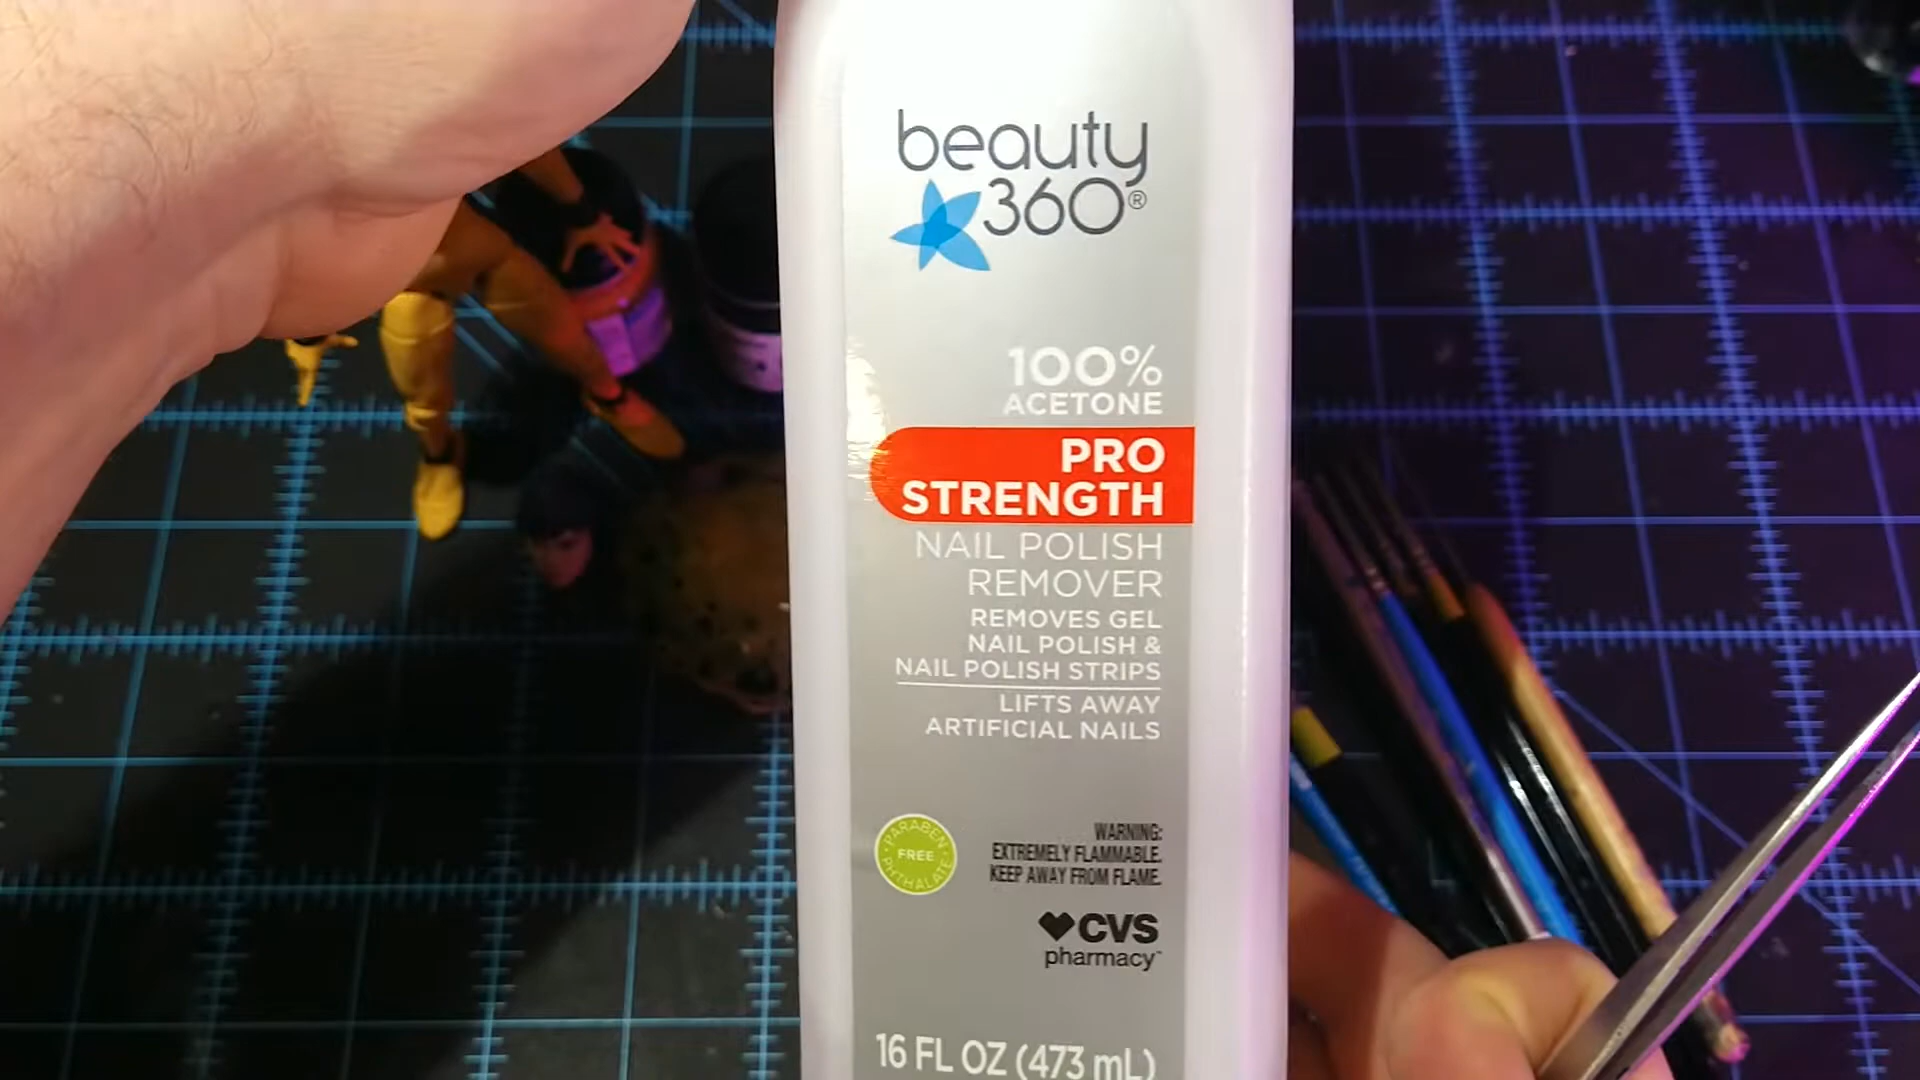 beauty
360®
100%
ACETONE
PRO
STRENGTH
NAIL POLISH
REMOVER
REMOVES GEL
NAIL POLISH &
NAIL POLISH STRIPS
LIFTS AWAY
ARTIFICIAL NAILS
PARABEN
FREE
PHTHALATE
WARNING:
EXTREMELY FLAMMABLE.
KEEP AWAY FROM FLAME.
CVS
pharmacy™
16 FL OZ (473 mL)